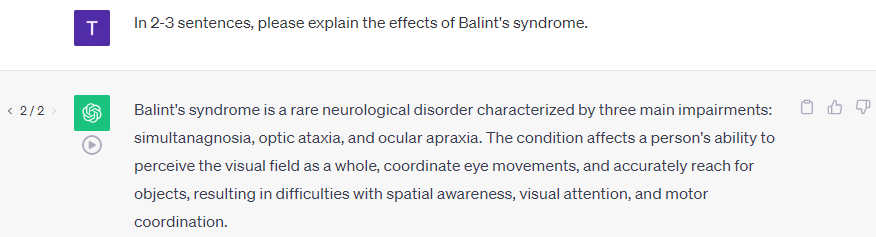 T
In 2-3 sentences, please explain the effects of Balint's syndrome.
< 2 / 2 >
Balint's syndrome is a rare neurological disorder characterized by three main impairments:
simultanagnosia, optic ataxia, and ocular apraxia. The condition affects a person's ability to
perceive the visual field as a whole, coordinate eye movements, and accurately reach for
objects, resulting in difficulties with spatial awareness, visual attention, and motor
coordination.